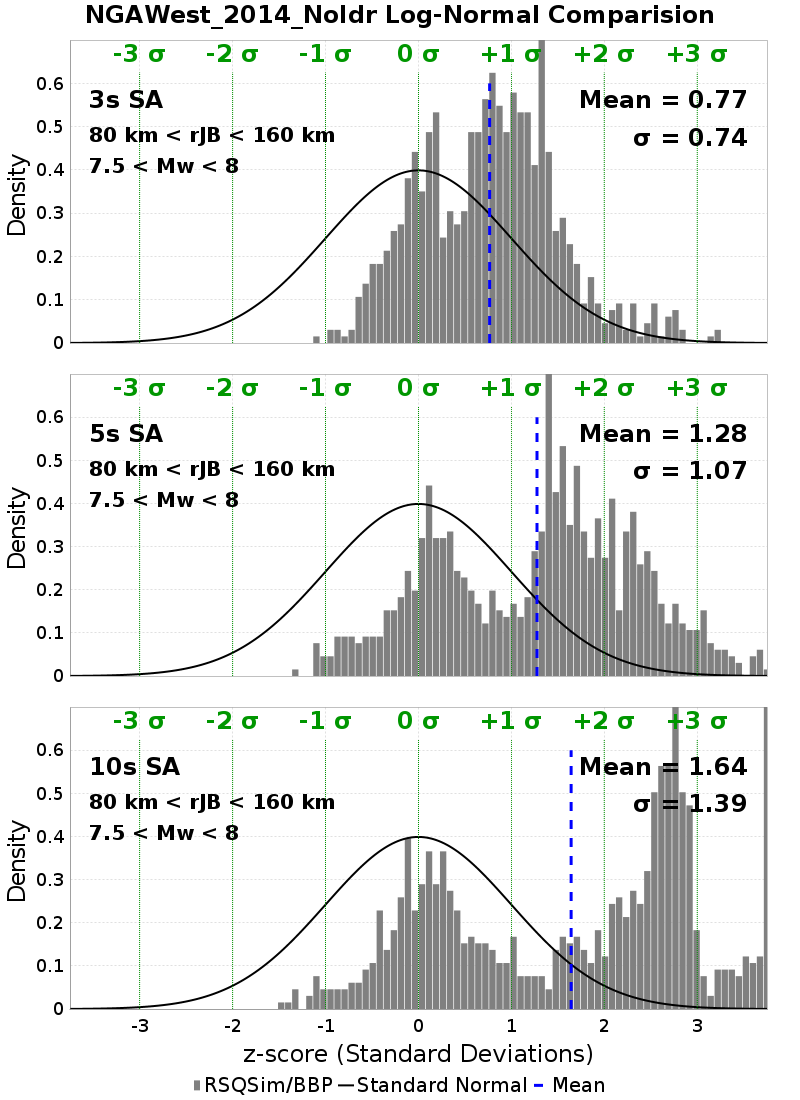 NGAWest_2014_NoIdr Log-Normal Comparision
-3 σ -2 σ -1 σ 0 σ +1 σ +2 σ +3 σ
3s SA
80 km < rJB < 160 km
7.5 < Mw < 8
Mean = 0.77
σ = 0.74
Density
0.6
0.5
0.4
0.3
0.2
0.1
0
-3 σ -2 σ -1 σ 0 σ +1 σ +2 σ +3 σ
5s SA
80 km < rJB < 160 km
7.5 < Mw < 8
Mean = 1.28
σ = 1.07
Density
0.6
0.5
0.4
0.3
0.2
0.1
0
-3 σ -2 σ -1 σ 0 σ +1 σ +2 σ +3 σ
10s SA
80 km < rJB < 160 km
7.5 < Mw < 8
Mean = 1.64
σ = 1.39
Density
0.6
0.5
0.4
0.3
0.2
0.1
0
-3 -2 -1 0 1 2 3
z-score (Standard Deviations)
RSQSim/BBP Standard Normal Mean